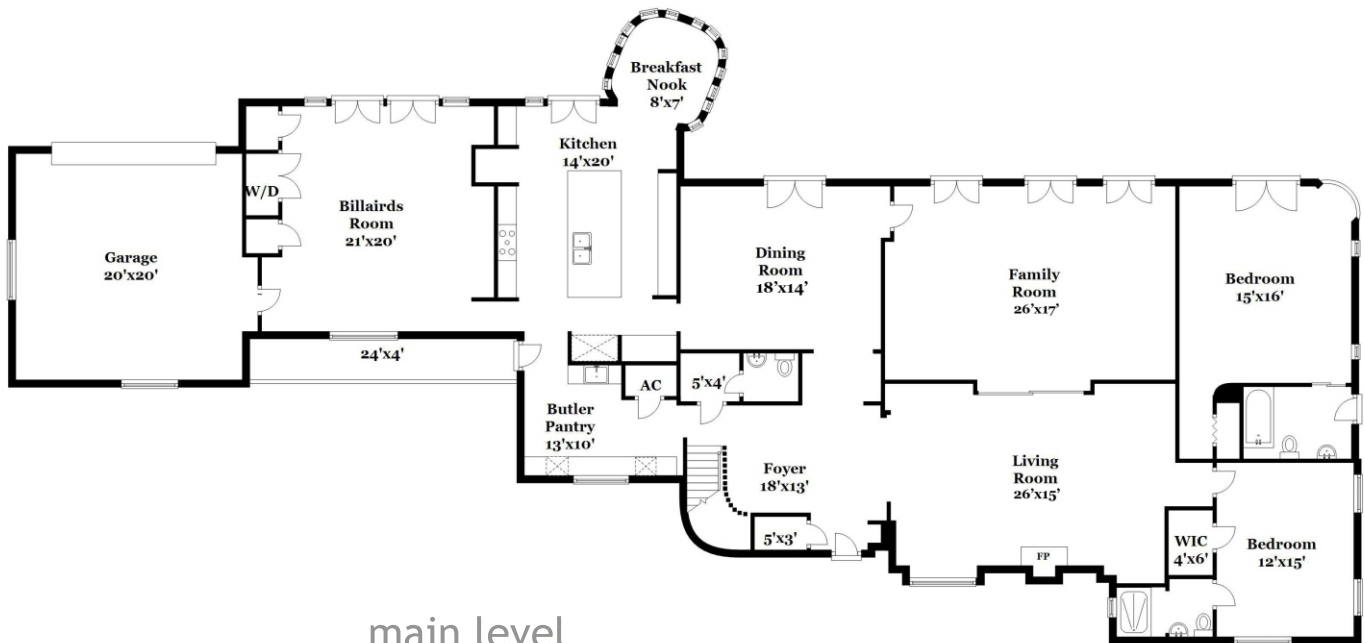 Breakfast
Nook
8'x7'
Kitchen
14'x20'
W/D
Billairds
Room
21'x20'
Garage
20'x20'
Dining
Room
18'x14'
Family
Room
26'x17'
Bedroom
15'x16'
24'x4'
5'x4'
AC
Butler
Pantry
13'x10'
Foyer
18'x13'
Living
Room
26'x15'
5'x3'
FP
WIC
4'x6'
Bedroom
12'x15'
main level